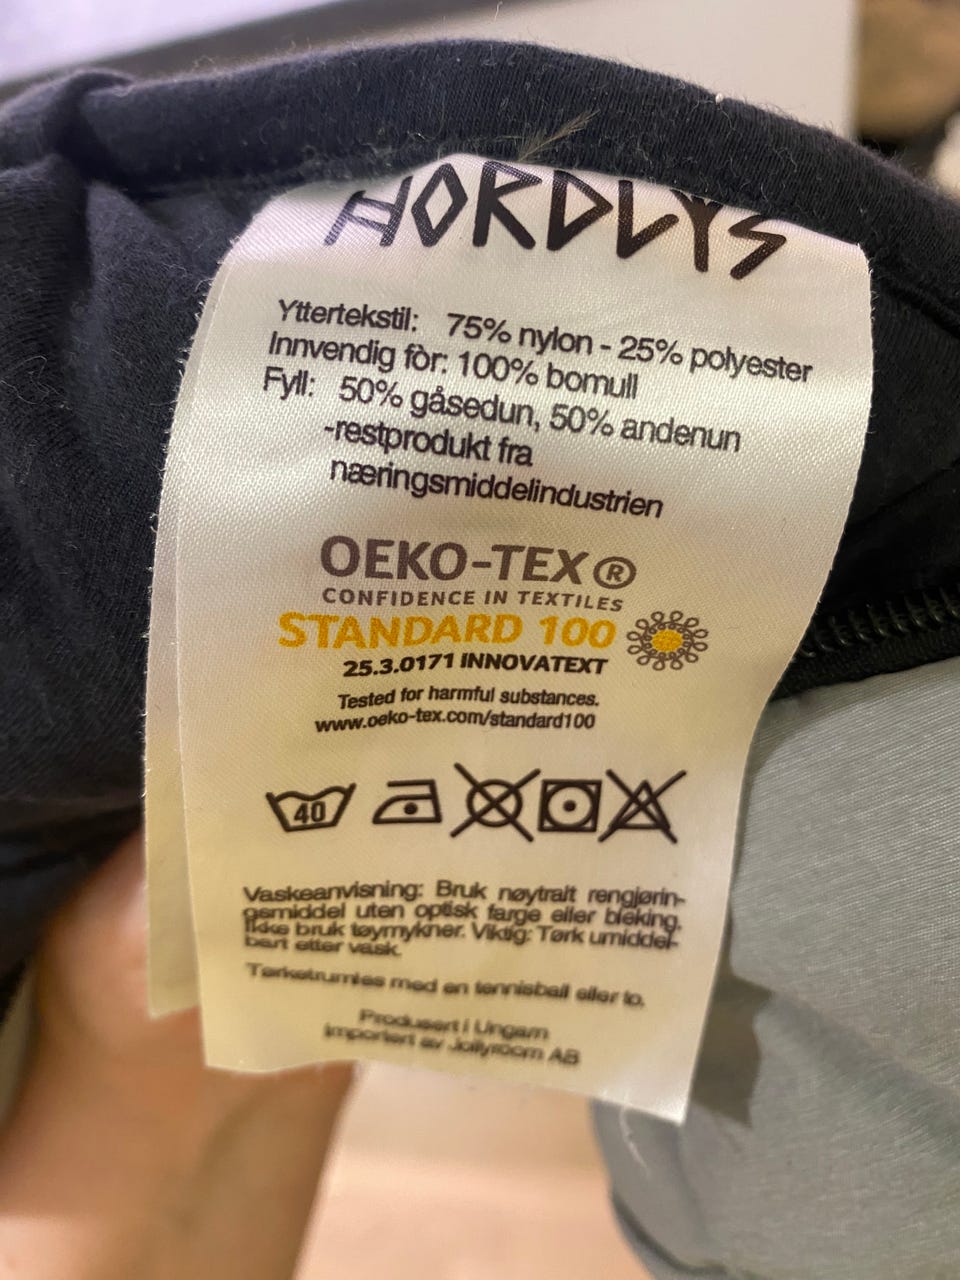 NORDLYS
Yttertekstil: 75% nylon - 25% polyester
Innvendig fòr: 100% bomull
Fyll: 50% gåsedun, 50% andenun
-restprodukt fra
næringsmiddelindustrien
OEKO-TEX®
CONFIDENCE IN TEXTILES
STANDARD 100
25.3.0171 INNOVATEXT
Tested for harmful substances.
www.oeko-tex.com/standard100
40
Vaskeanvisning: Bruk nøytralt rengjørin-
gsmiddel uten optisk farge eller bleking.
Ikke bruk tøymykner. Viktig: Tørk umiddel-
bart etter vask.
Tørketrumles med en tennisball eller to.
Produsert i Ungarn
Importert av Jollyroom AB